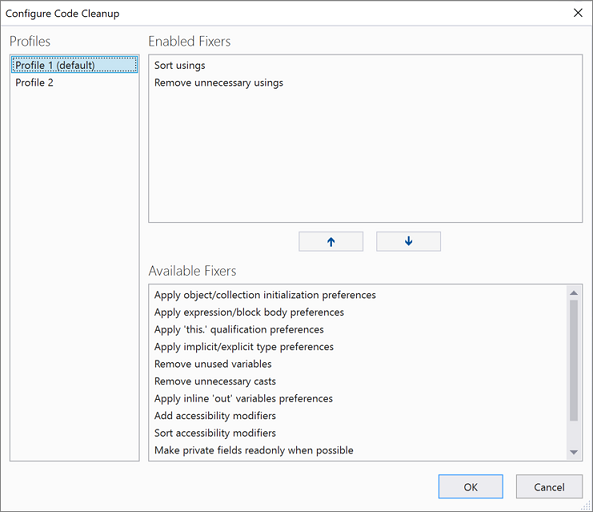 Configure Code Cleanup
Profiles
Profile 1 (default)
Profile 2
Enabled Fixers
Sort usings
Remove unnecessary usings
Available Fixers
Apply object/collection initialization preferences
Apply expression/block body preferences
Apply 'this.' qualification preferences
Apply implicit/explicit type preferences
Remove unused variables
Remove unnecessary casts
Apply inline 'out' variables preferences
Add accessibility modifiers
Sort accessibility modifiers
Make private fields readonly when possible
OK
Cancel